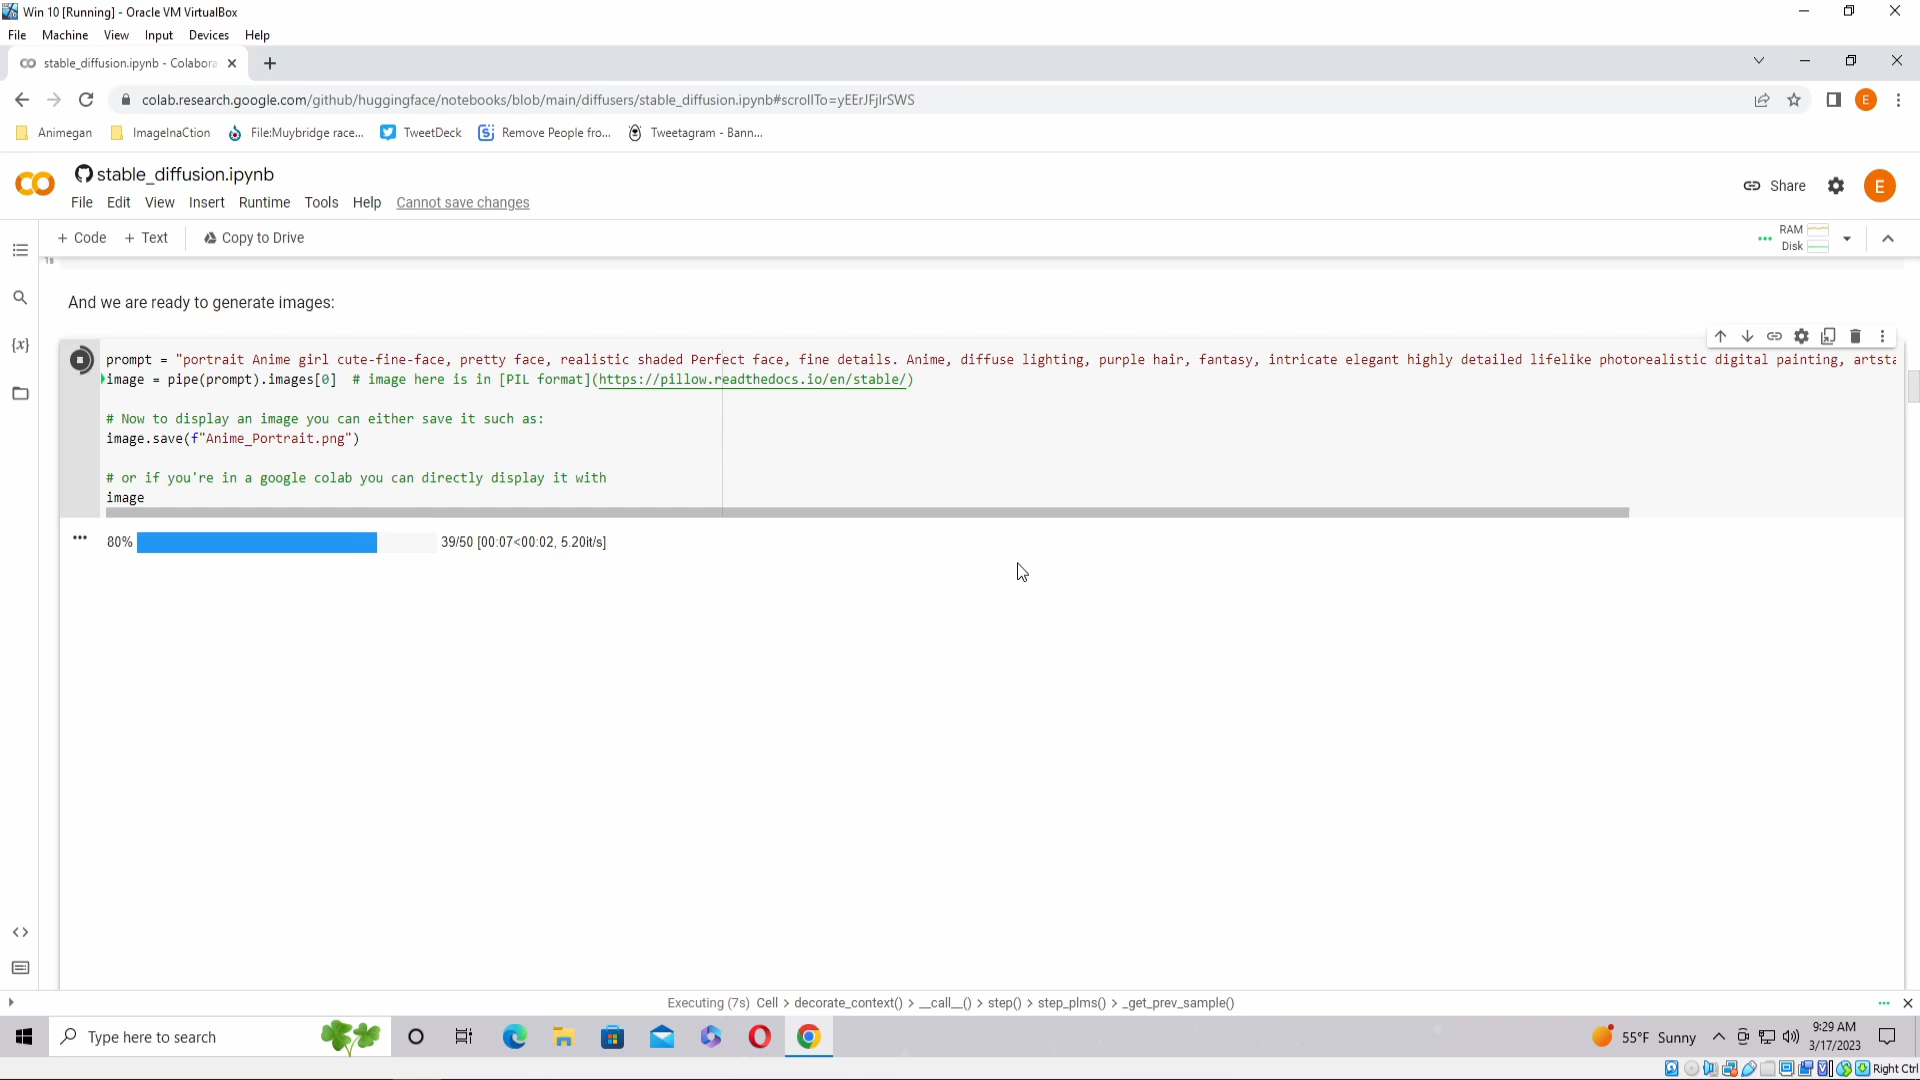 Win 10 [Running] - Oracle VM VirtualBox
File Machine View Input Devices Help
stable_diffusion.ipynb - Colabora
colab.research.google.com/github/huggingface/notebooks/blob/main/diffusers/stable_diffusion.ipynb#scrollTo=yEErJFjlrSWS
E
Animegan ImageInaCtion File:Muybridge race... TweetDeck Remove People fro... Tweetagram - Bann...
stable_diffusion.ipynb
Share
E
File Edit View Insert Runtime Tools Help Cannot save changes
+ Code + Text Copy to Drive
RAM
Disk
1s
And we are ready to generate images:
prompt = "portrait Anime girl cute-fine-face, pretty face, realistic shaded Perfect face, fine details. Anime, diffuse lighting, purple hair, fantasy, intricate elegant highly detailed lifelike photorealistic digital painting, artsta
image = pipe(prompt).images[0] # image here is in [PIL format](https://pillow.readthedocs.io/en/stable/)
# Now to display an image you can either save it such as:
image.save(f"Anime_Portrait.png")
# or if you're in a google colab you can directly display it with
image
80% 39/50 [00:07<00:02, 5.20it/s]
Executing (7s) Cell > decorate_context() > __call__() > step() > step_plms() > _get_prev_sample()
Type here to search
55°F Sunny
9:29 AM
3/17/2023
Right Ctrl